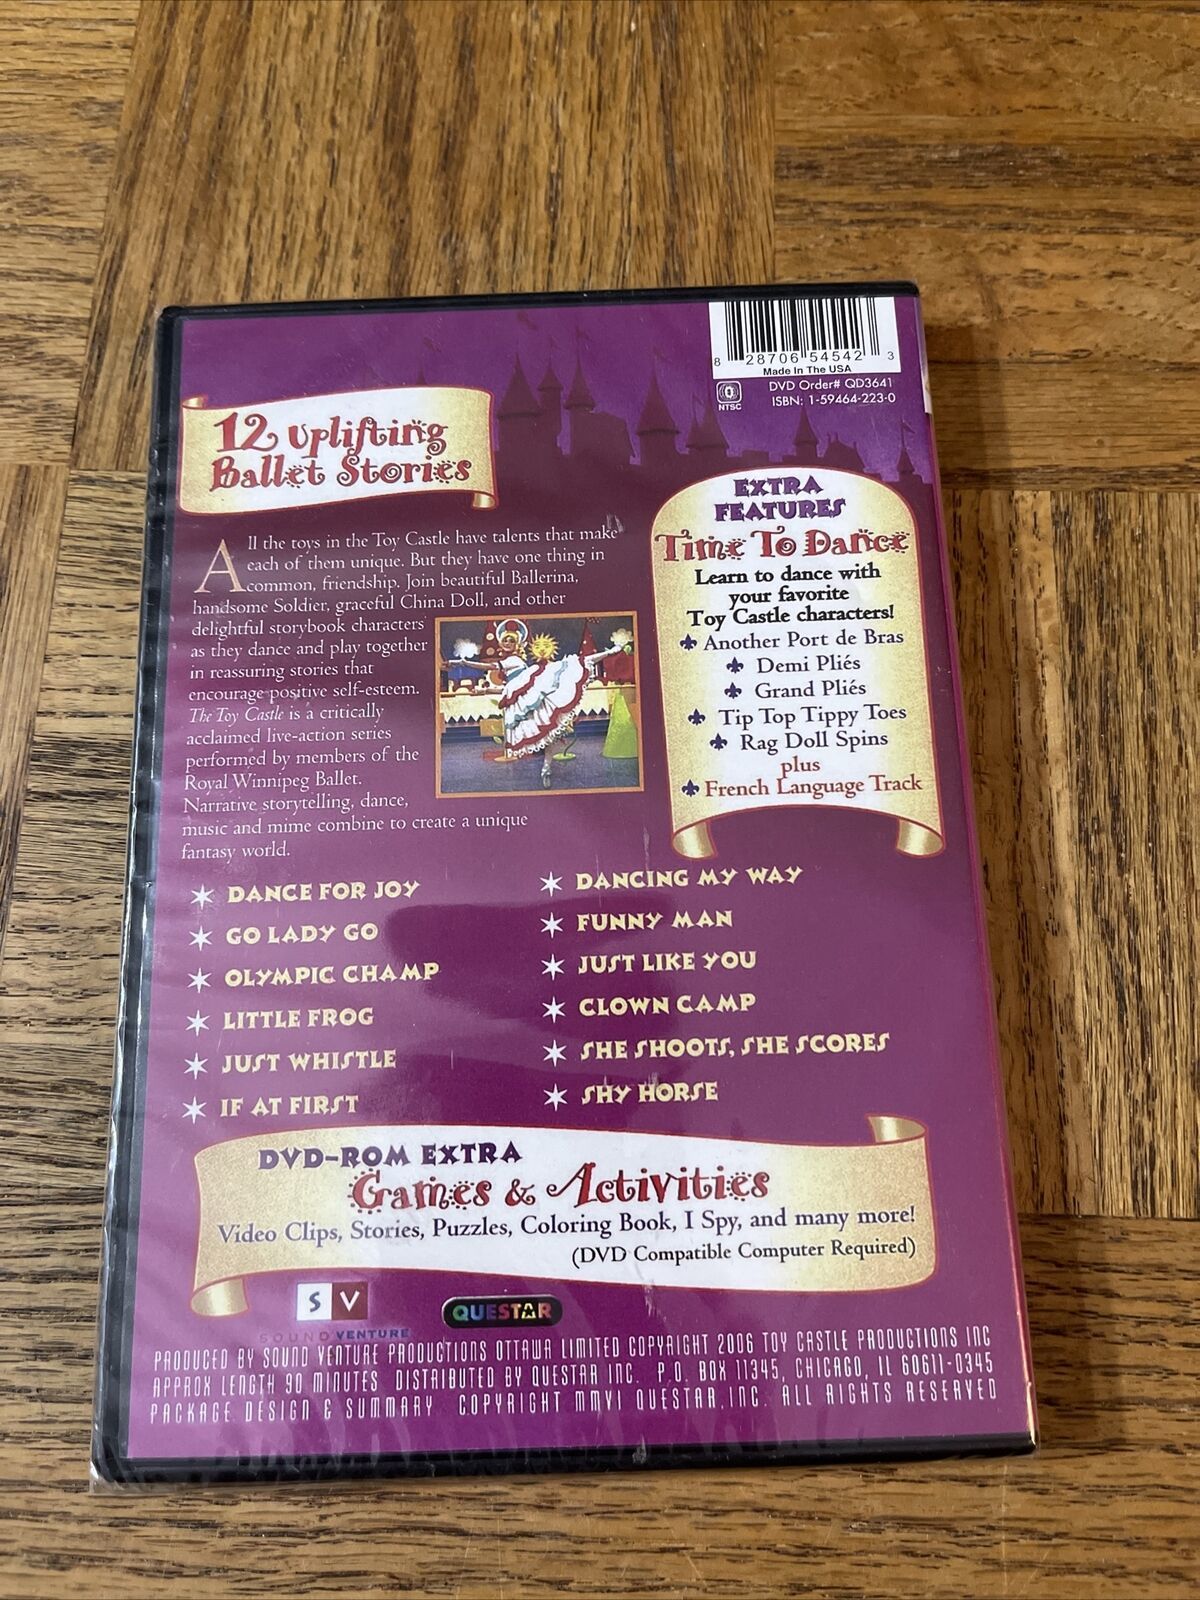 8 28706 54542 3
Made In The USA
NTSC
DVD Order# QD3641
ISBN: 1-59464-223-0
12 Uplifting
Ballet Stories
All the toys in the Toy Castle have talents that make
each of them unique. But they have one thing in
common, friendship. Join beautiful Ballerina,
handsome Soldier, graceful China Doll, and other
delightful storybook characters
as they dance and play together
in reassuring stories that
encourage positive self-esteem.
The Toy Castle is a critically
acclaimed live-action series
performed by members of the
Royal Winnipeg Ballet.
Narrative storytelling, dance,
music and mime combine to create a unique
fantasy world.
EXTRA
FEATURES
Time To Dance
Learn to dance with
your favorite
Toy Castle characters!
Another Port de Bras
Demi Pliés
Grand Pliés
Tip Top Tippy Toes
Rag Doll Spins
plus
French Language Track
DANCE FOR JOY
GO LADY GO
OLYMPIC CHAMP
LITTLE FROG
JUST WHISTLE
IF AT FIRST
DANCING MY WAY
FUNNY MAN
JUST LIKE YOU
CLOWN CAMP
SHE SHOOTS, SHE SCORES
SHY HORSE
DVD-ROM EXTRA
Games & Activities
Video Clips, Stories, Puzzles, Coloring Book, I Spy, and many more!
(DVD Compatible Computer Required)
SV
SOUND VENTURE
QUESTAR
PRODUCED BY SOUND VENTURE PRODUCTIONS OTTAWA LIMITED COPYRIGHT 2006 TOY CASTLE PRODUCTIONS INC
APPROX LENGTH 90 MINUTES DISTRIBUTED BY QUESTAR INC. P.O. BOX 11345, CHICAGO, IL 60611-0345
PACKAGE DESIGN & SUMMARY COPYRIGHT MMVI QUESTAR, INC. ALL RIGHTS RESERVED